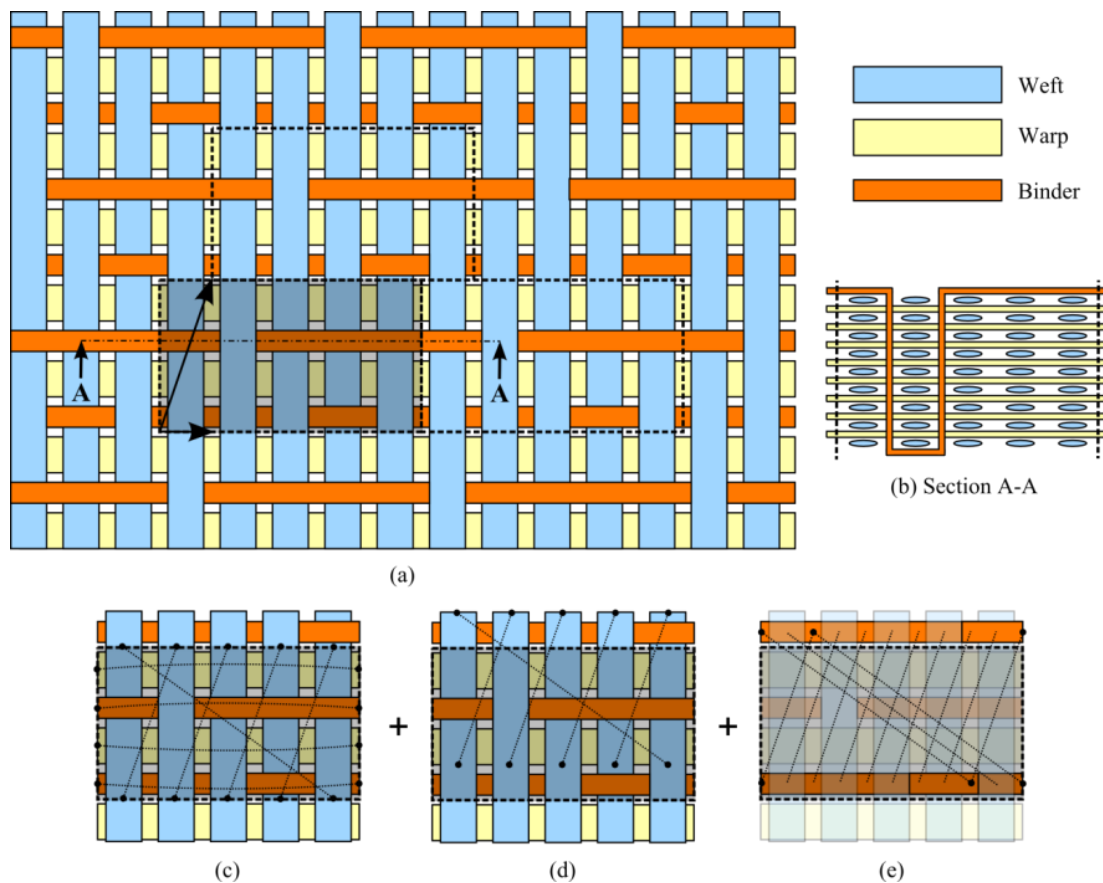 Weft
Warp
Binder
A
A
(b) Section A-A
(a)
+
+
(c)
(d)
(e)